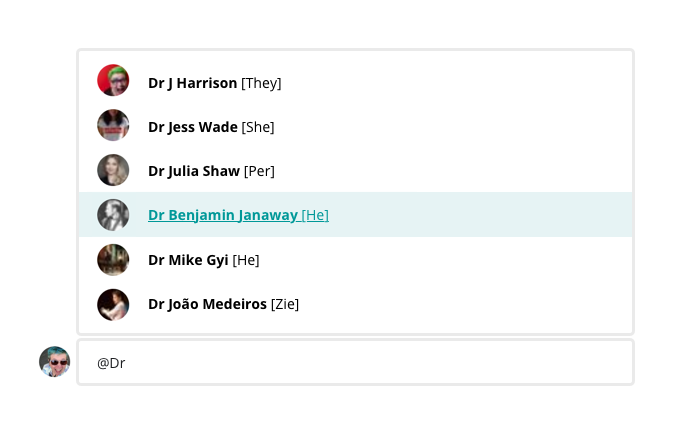 Dr J Harrison [They]
Dr Jess Wade [She]
Dr Julia Shaw [Per]
Dr Benjamin Janaway [He]
Dr Mike Gyi [He]
Dr João Medeiros [Zie]
@Dr